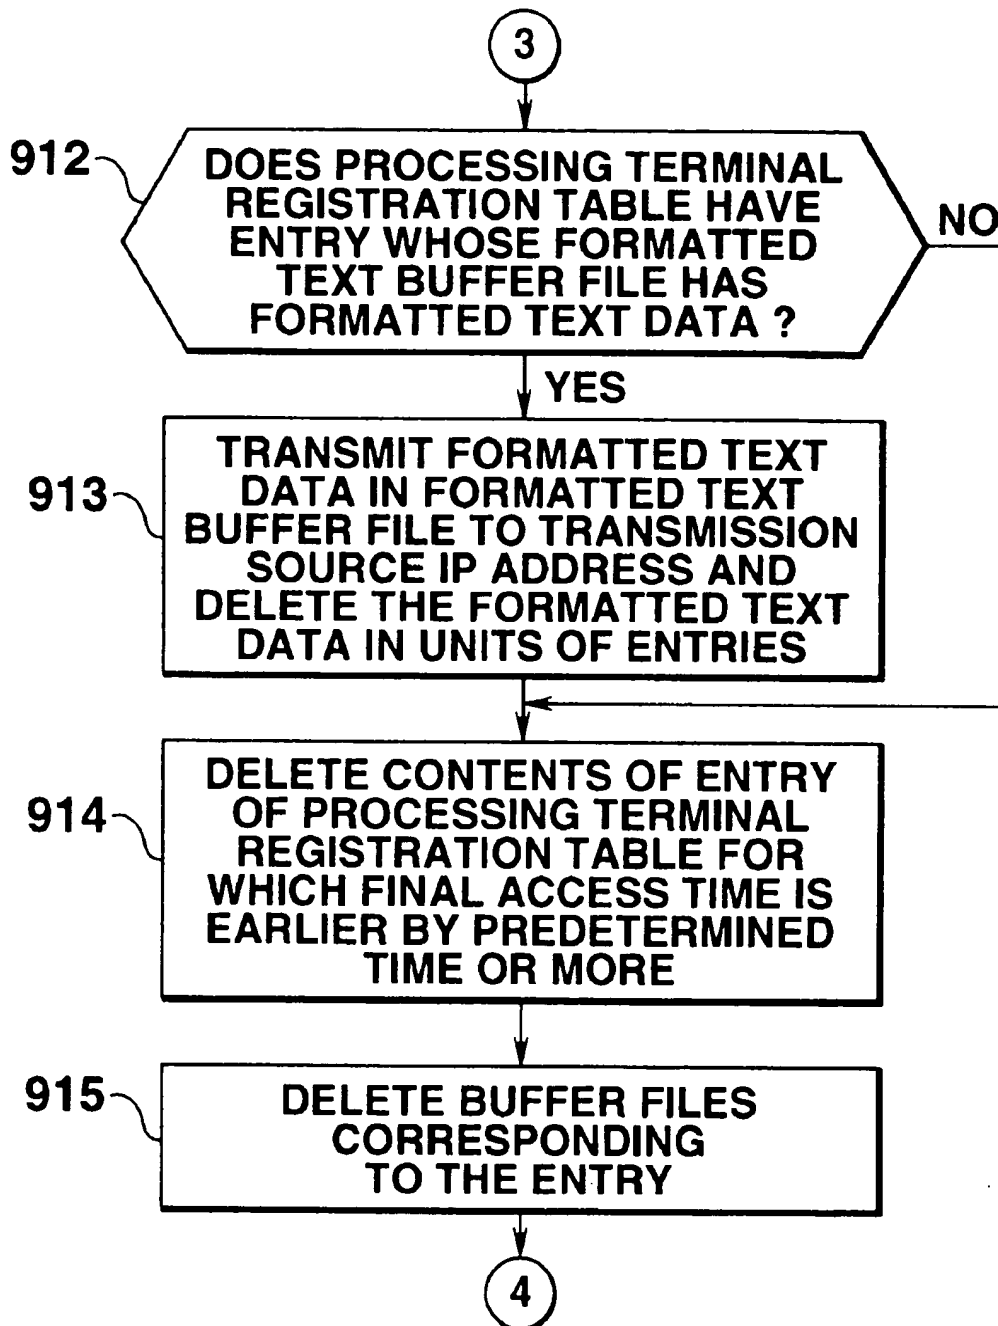 3
912
DOES PROCESSING TERMINAL
REGISTRATION TABLE HAVE
ENTRY WHOSE FORMATTED
TEXT BUFFER FILE HAS
FORMATTED TEXT DATA ?
NO
YES
913
TRANSMIT FORMATTED TEXT
DATA IN FORMATTED TEXT
BUFFER FILE TO TRANSMISSION
SOURCE IP ADDRESS AND
DELETE THE FORMATTED TEXT
DATA IN UNITS OF ENTRIES
914
DELETE CONTENTS OF ENTRY
OF PROCESSING TERMINAL
REGISTRATION TABLE FOR
WHICH FINAL ACCESS TIME IS
EARLIER BY PREDETERMINED
TIME OR MORE
915
DELETE BUFFER FILES
CORRESPONDING
TO THE ENTRY
4